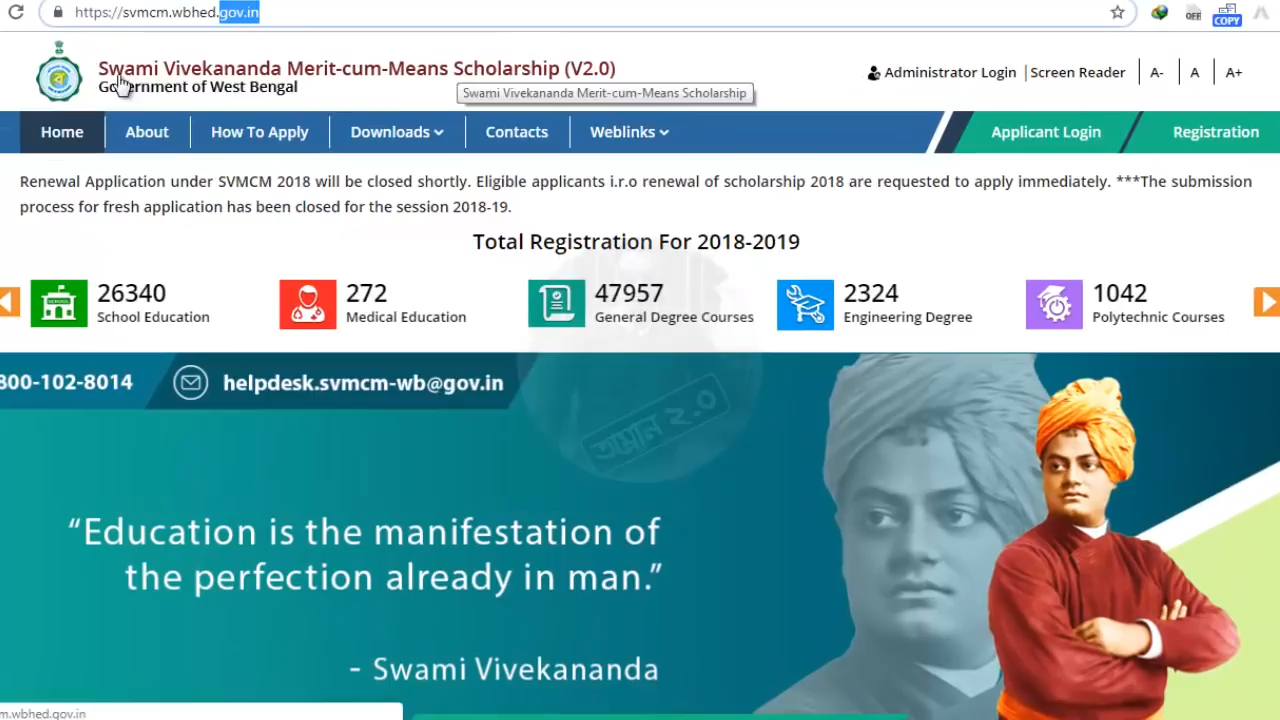 https://svmcm.wbhed.gov.in
OFF
COPY
Swami Vivekananda Merit-cum-Means Scholarship (V2.0)
Government of West Bengal
Swami Vivekananda Merit-cum-Means Scholarship
Administrator Login | Screen Reader A- A A+
Home About How To Apply Downloads Contacts Weblinks Applicant Login Registration
Renewal Application under SVMCM 2018 will be closed shortly. Eligible applicants i.r.o renewal of scholarship 2018 are requested to apply immediately. ***The submission
process for fresh application has been closed for the session 2018-19.
Total Registration For 2018-2019
26340 272 47957 2324 1042
School Education Medical Education General Degree Courses Engineering Degree Polytechnic Courses
800-102-8014 helpdesk.svmcm-wb@gov.in
“Education is the manifestation of
the perfection already in man.”
- Swami Vivekananda
m.wbhed.gov.in